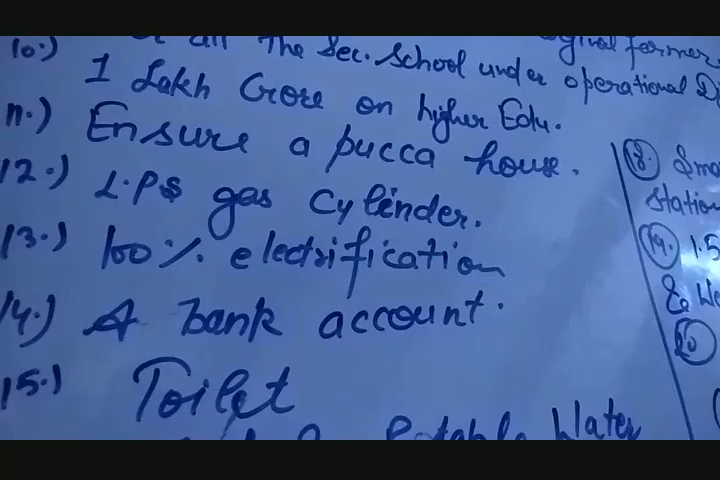 10.) all The Sec. School under operational
1 Lakh Crore on higher Edu.
11.) Ensure a pucca house.
12.) L.P$ gas cylinder.
13.) 100% electrification
14.) A bank account.
15.) Toilet
Water
18.
Station
19. 1.5
&
20